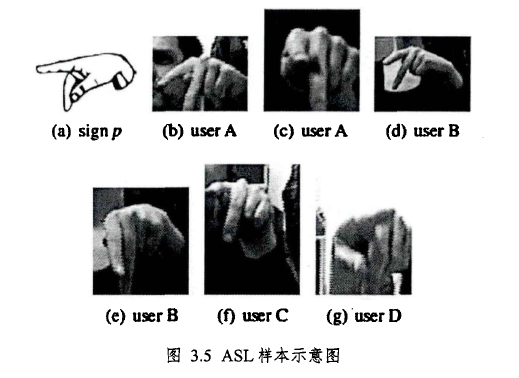 (a) sign p
(b) user A
(c) user A
(d) user B
(e) user B
(f) user C
(g) user D
图 3.5 ASL 样本示意图